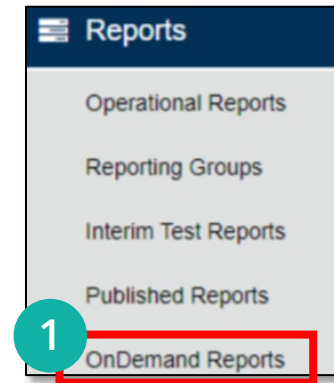 Reports
Operational Reports
Reporting Groups
Interim Test Reports
Published Reports
1
OnDemand Reports